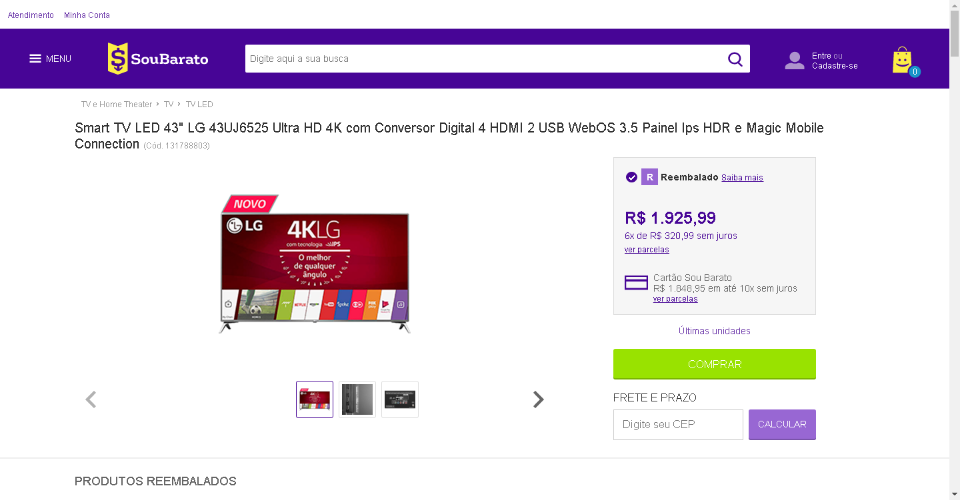 Atendimento Minha Conta
MENU
SouBarato
Digite aqui a sua busca
Entre ou
Cadastre-se
0
TV e Home Theater › TV › TV LED
Smart TV LED 43" LG 43UJ6525 Ultra HD 4K com Conversor Digital 4 HDMI 2 USB WebOS 3.5 Painel Ips HDR e Magic Mobile
Connection (Cód. 131788803)
NOVO
LG
4KLG
com tecnologia IPS
O melhor
de qualquer
ângulo
R Reembalado Saiba mais
R$ 1.925,99
6x de R$ 320,99 sem juros
ver parcelas
Cartão Sou Barato
R$ 1.848,95 em até 10x sem juros
ver parcelas
Últimas unidades
COMPRAR
FRETE E PRAZO
Digite seu CEP
CALCULAR
PRODUTOS REEMBALADOS